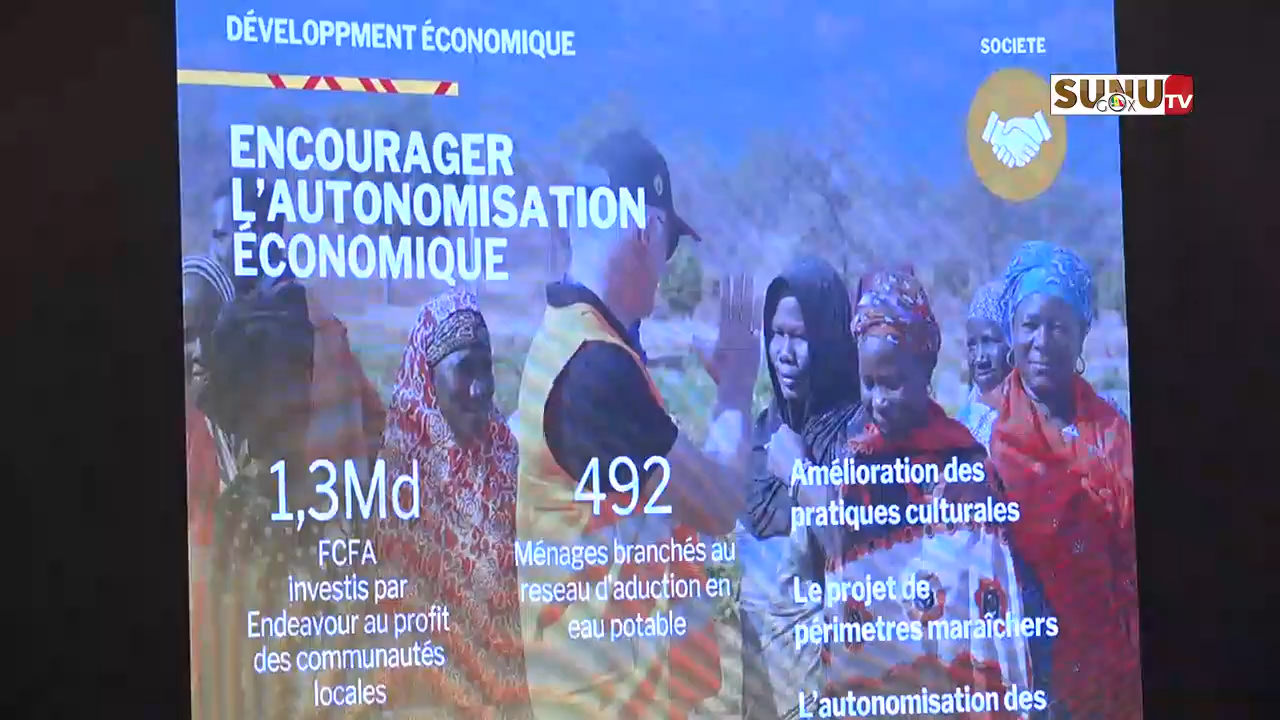 DÉVELOPPMENT ÉCONOMIQUE
SOCIETE
SUNU
GOX
TV
ENCOURAGER
L'AUTONOMISATION
ÉCONOMIQUE
1,3Md
FCFA
investis par
Endeavour au profit
des communautés
locales
492
Ménages branchés au
reseau d'aduction en
eau potable
Amélioration des
pratiques culturales
Le projet de
périmetres maraîchers
L'autonomisation des